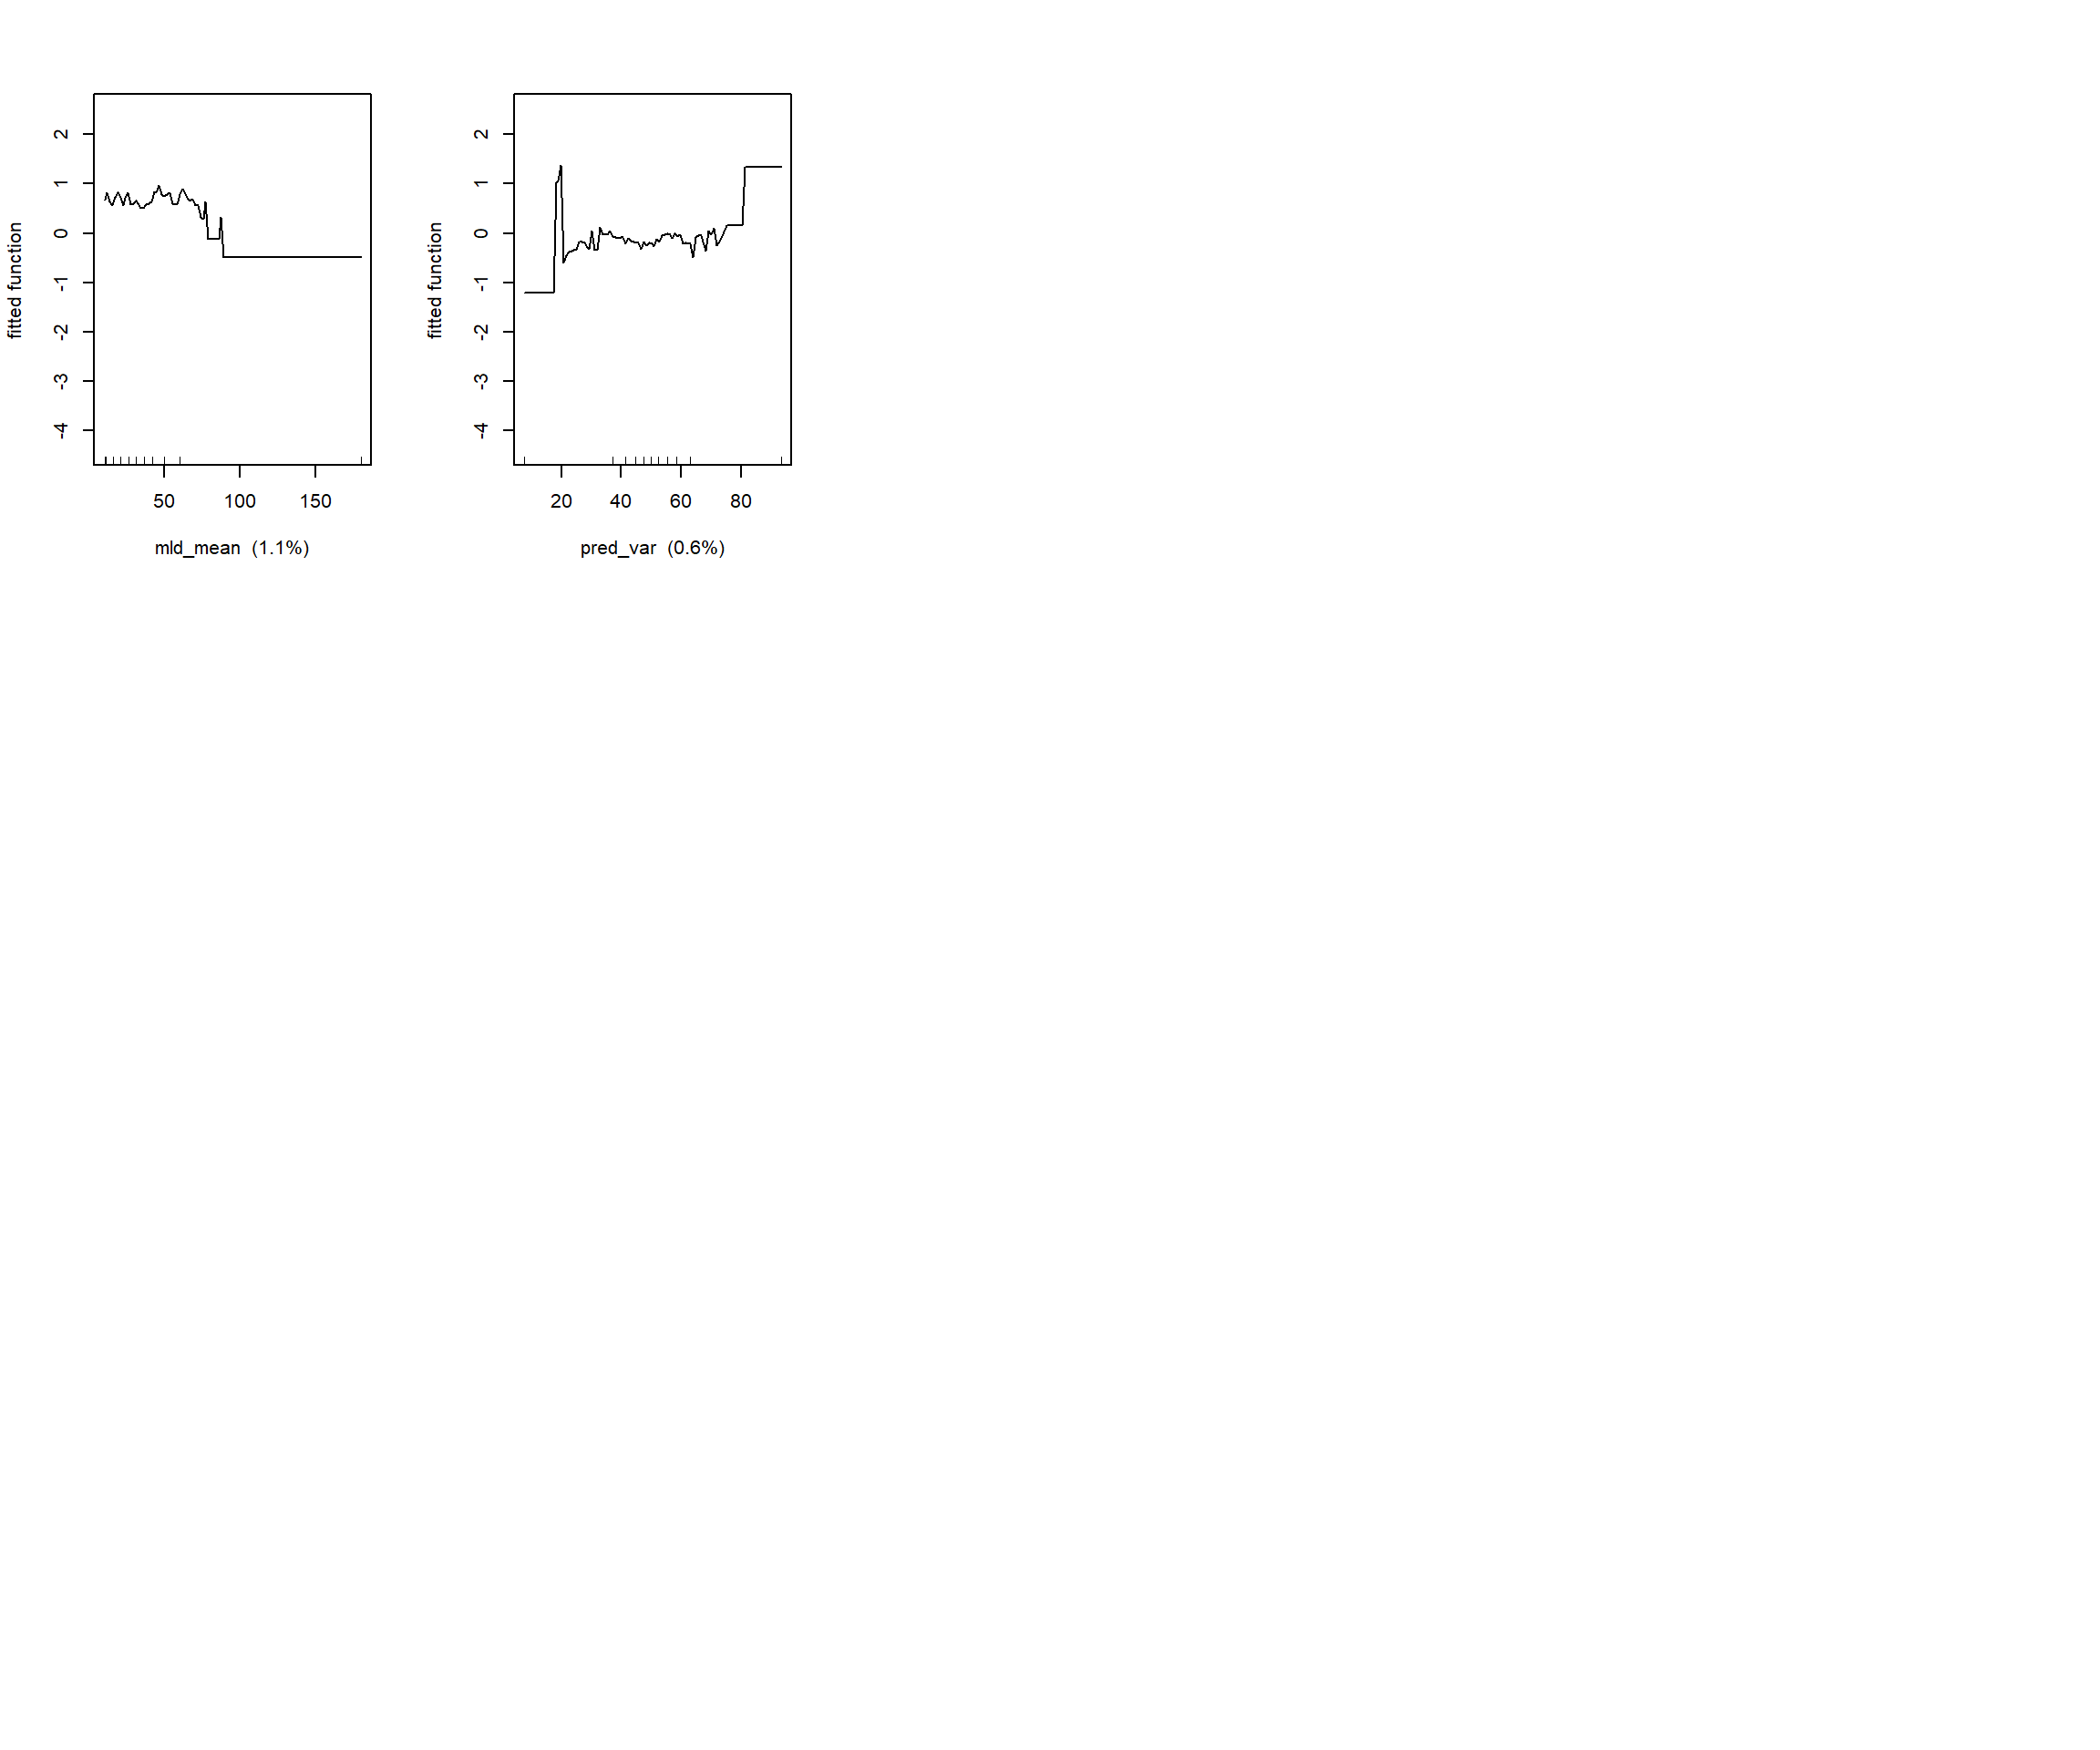 fitted function
2
1
0
-1
-2
-3
-4
50 100 150
mld_mean (1.1%)
fitted function
2
1
0
-1
-2
-3
-4
20 40 60 80
pred_var (0.6%)